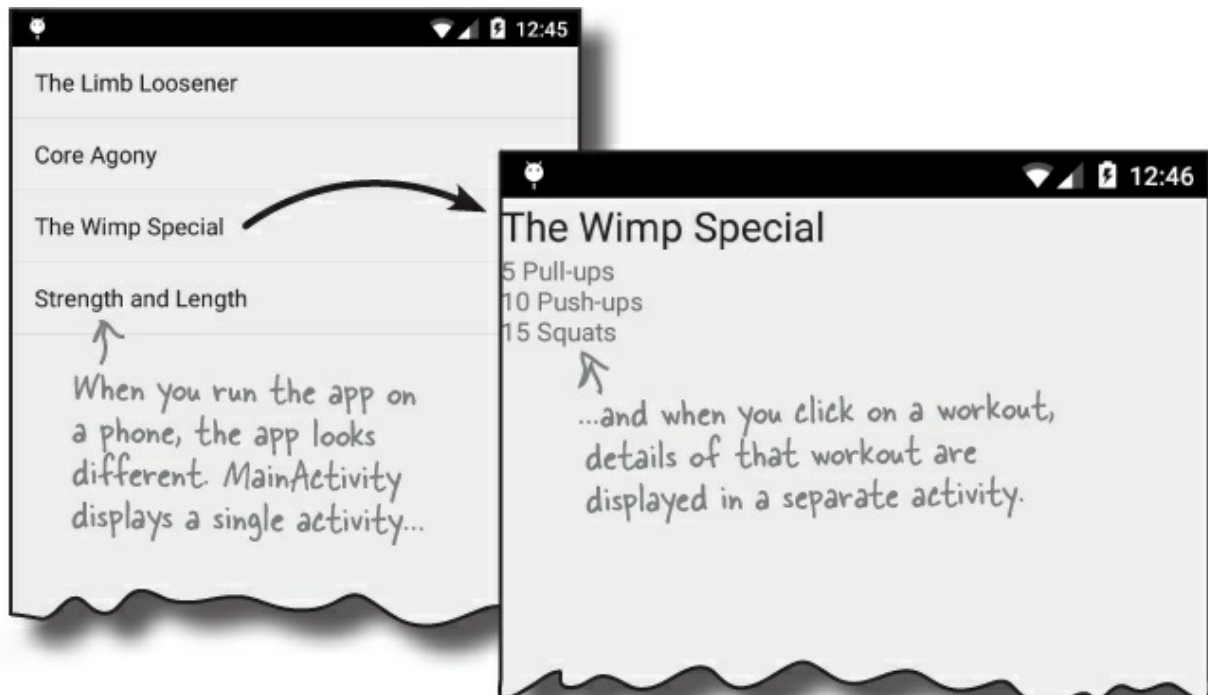 12:45
The Limb Loosener
Core Agony
The Wimp Special
Strength and Length
When you run the app on
a phone, the app looks
different. MainActivity
displays a single activity...
12:46
The Wimp Special
5 Pull-ups
10 Push-ups
15 Squats
...and when you click on a workout,
details of that workout are
displayed in a separate activity.